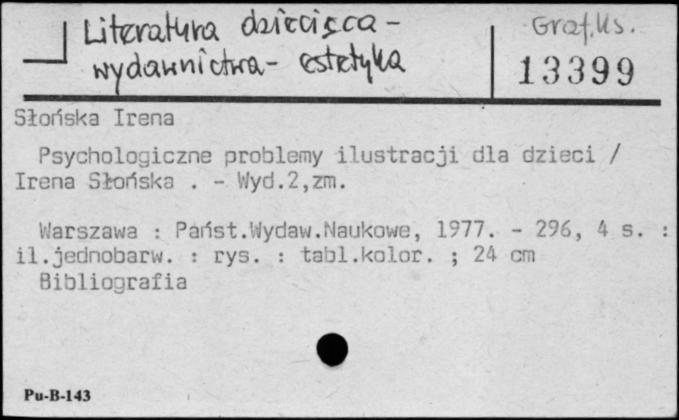 Literatura dziecięca -
wydawnictwa - estetyka
Graf.Ks.
13399
Słońska Irena
Psychologiczne problemy ilustracji dla dzieci /
Irena Słońska . - Wyd.2,zm.
Warszawa : Państ.Wydaw.Naukowe, 1977. - 296, 4 s. :
il.jednobarw. : rys. : tabl.kolor. ; 24 cm
Bibliografia
Pu-B-143